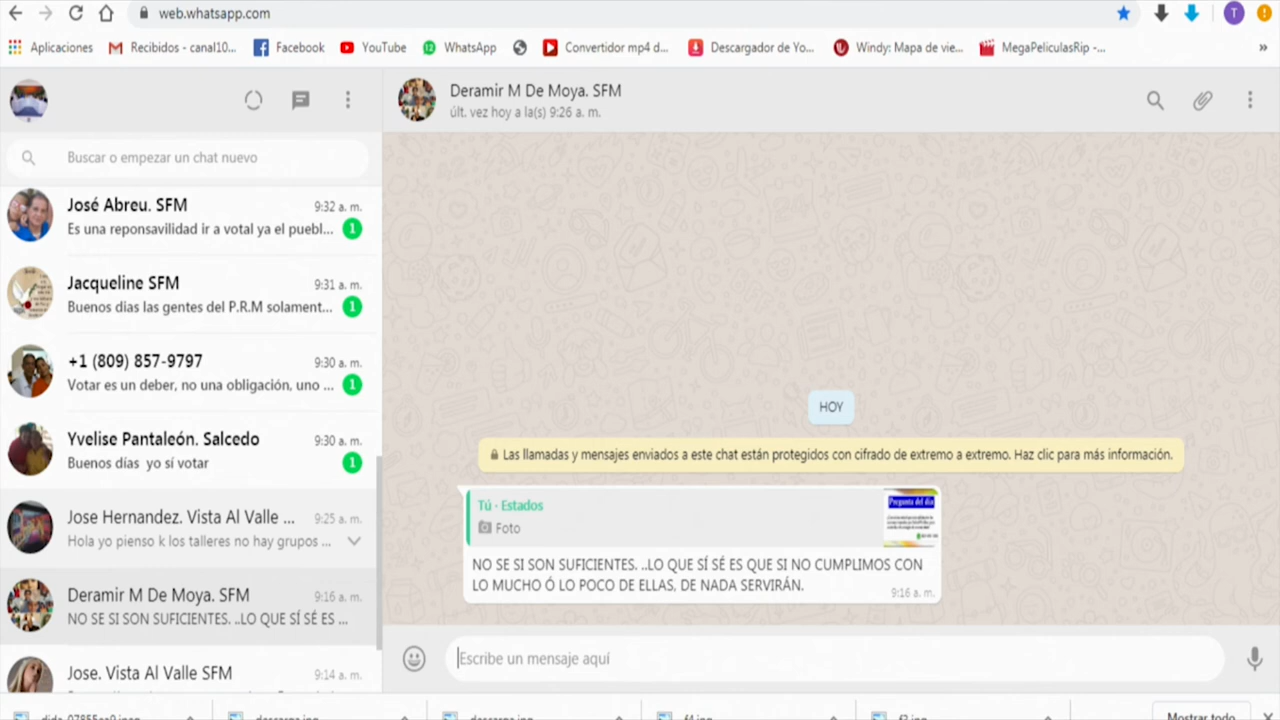 web.whatsapp.com
T
Aplicaciones
Recibidos - canal10...
Facebook
YouTube
WhatsApp
Convertidor mp4 d...
Descargador de Yo...
Windy: Mapa de vie...
MegaPeliculasRip -...
Buscar o empezar un chat nuevo
José Abreu. SFM
9:32 a. m.
Es una reponsavilidad ir a votal ya el puebl...
1
Jacqueline SFM
9:31 a. m.
Buenos dias las gentes del P.R.M solament...
1
+1 (809) 857-9797
9:30 a. m.
Votar es un deber, no una obligación, uno ...
1
Yvelise Pantaleón. Salcedo
9:30 a. m.
Buenos días yo sí votar
1
Jose Hernandez. Vista Al Valle ...
9:25 a. m.
Hola yo pienso k los talleres no hay grupos ...
Deramir M De Moya. SFM
9:16 a. m.
NO SE SI SON SUFICIENTES. ..LO QUE SÍ SÉ ES ...
Jose. Vista Al Valle SFM
9:14 a. m.
Deramir M De Moya. SFM
últ. vez hoy a la(s) 9:26 a. m.
HOY
Las llamadas y mensajes enviados a este chat están protegidos con cifrado de extremo a extremo. Haz clic para más información.
Tú - Estados
Foto
Pregunta del día
NO SE SI SON SUFICIENTES. ..LO QUE SÍ SÉ ES QUE SI NO CUMPLIMOS CON
LO MUCHO Ó LO POCO DE ELLAS, DE NADA SERVIRÁN.
9:16 a. m.
Escribe un mensaje aquí
Mostrar todo